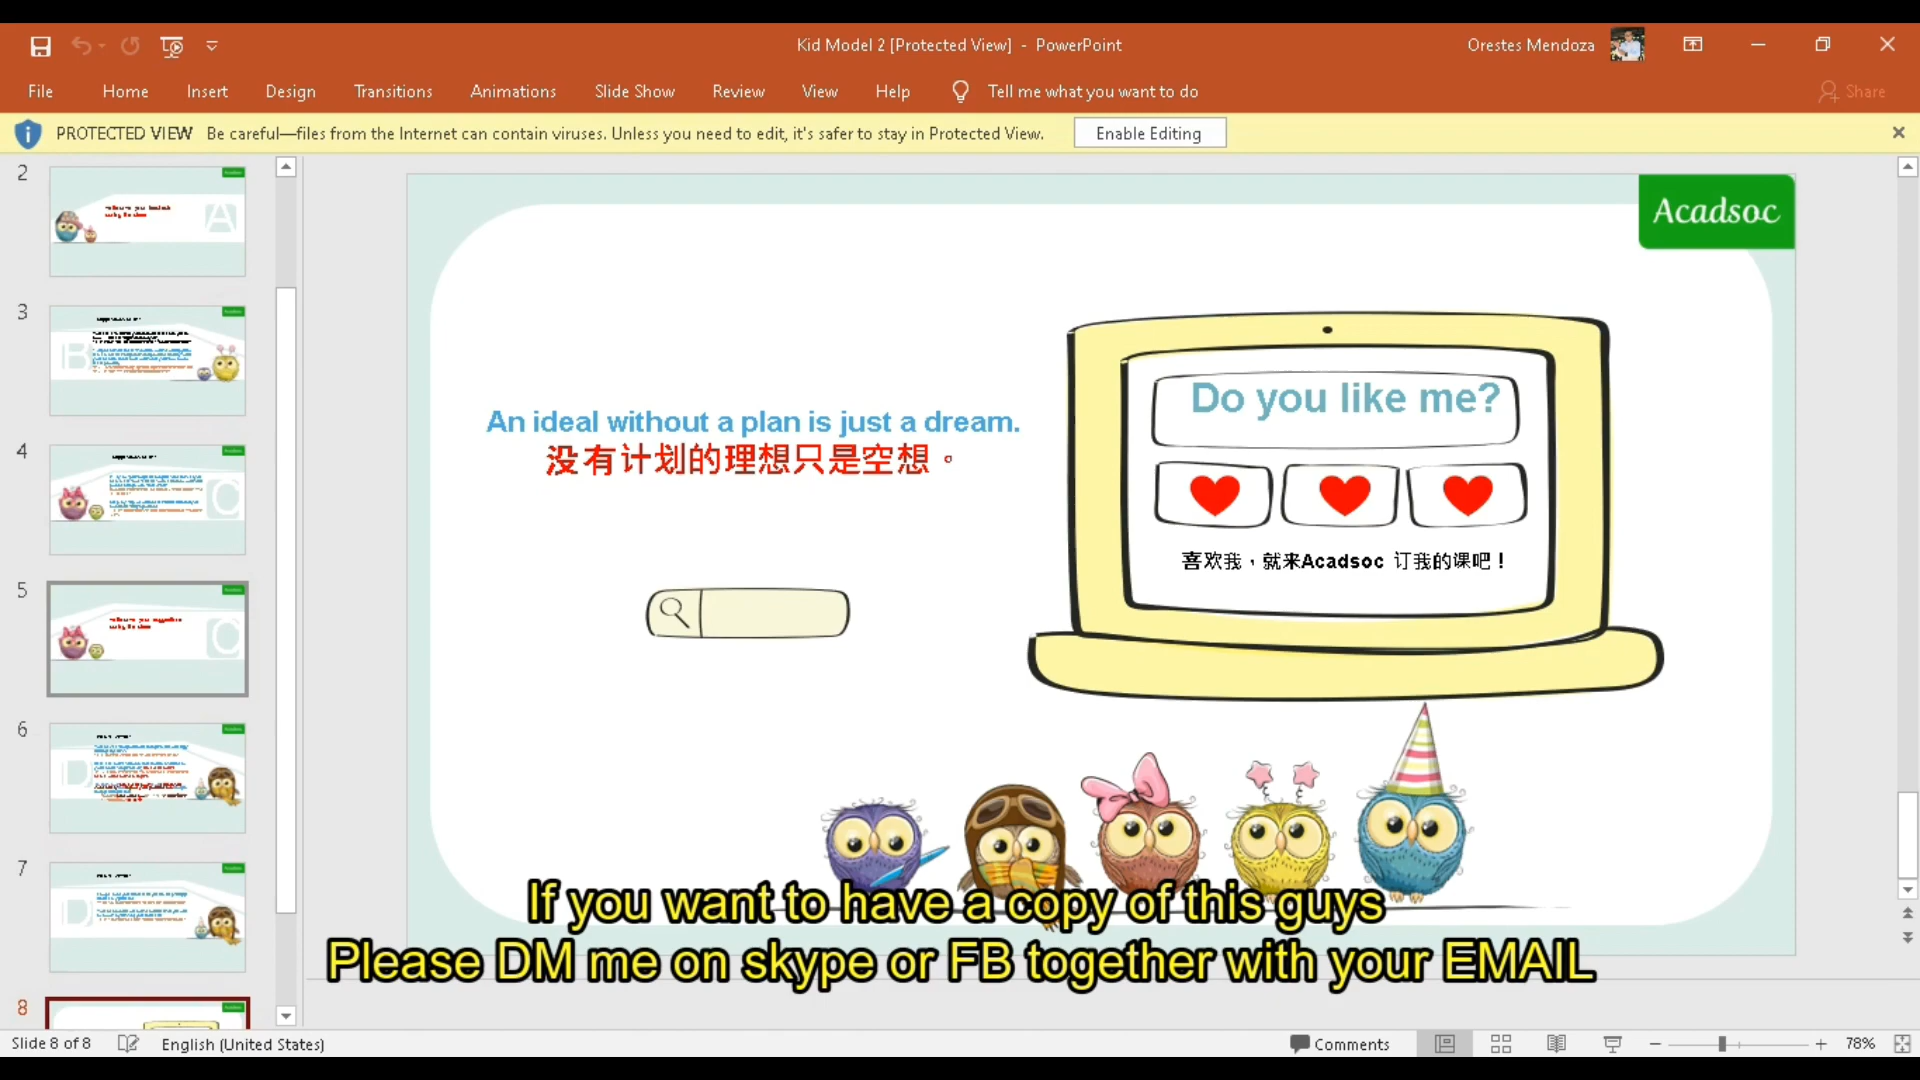 Kid Model 2 [Protected View] - PowerPoint
Orestes Mendoza
File Home Insert Design Transitions Animations Slide Show Review View Help Tell me what you want to do Share
PROTECTED VIEW Be careful—files from the Internet can contain viruses. Unless you need to edit, it's safer to stay in Protected View. Enable Editing
2
3
4
5
6
7
8
Acadsoc
Do you like me?
An ideal without a plan is just a dream.
没有计划的理想只是空想。
喜欢我，就来Acadsoc 订我的课吧！
If you want to have a copy of this guys
Please DM me on skype or FB together with your EMAIL
Slide 8 of 8 English (United States) Comments 78%